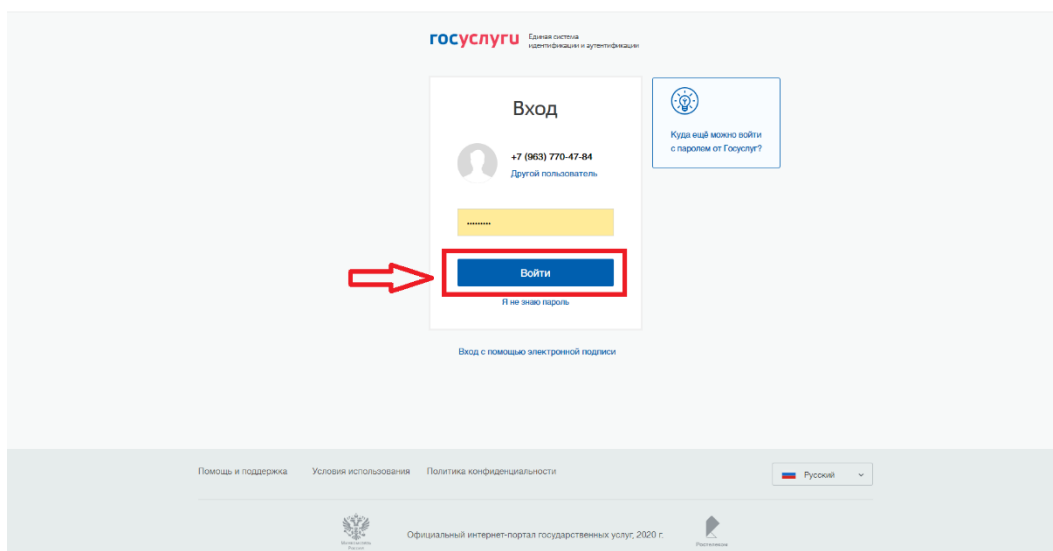 госуслуги
Единая система
идентификации и аутентификации
Вход
+7 (963) 770-47-84
Другой пользователь
Куда ещё можно войти
с паролем от Госуслуг?
Войти
Я не знаю пароль
Вход с помощью электронной подписи
Помощь и поддержка
Условия использования
Политика конфиденциальности
Русский
Официальный интернет-портал государственных услуг, 2020 г.
Ростелеком